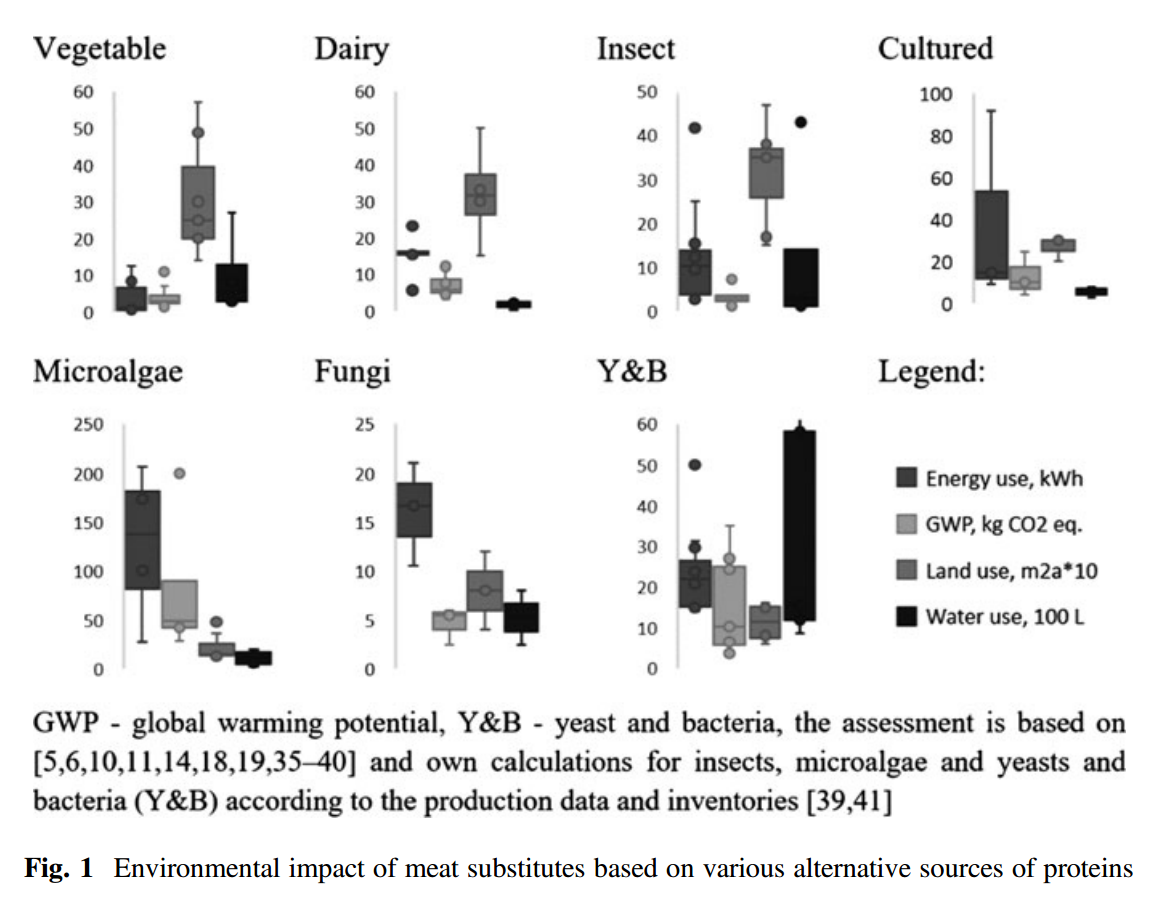 Vegetable
60
50
40
30
20
10
0
Dairy
60
50
40
30
20
10
0
Insect
50
40
30
20
10
0
Cultured
100
80
60
40
20
0
Microalgae
250
200
150
100
50
0
Fungi
25
20
15
10
5
0
Y&B
60
50
40
30
20
10
0
Legend:
Energy use, kWh
GWP, kg CO2 eq.
Land use, m2a*10
Water use, 100 L
GWP - global warming potential, Y&B - yeast and bacteria, the assessment is based on
[5,6,10,11,14,18,19,35–40] and own calculations for insects, microalgae and yeasts and
bacteria (Y&B) according to the production data and inventories [39,41]
Fig. 1 Environmental impact of meat substitutes based on various alternative sources of proteins